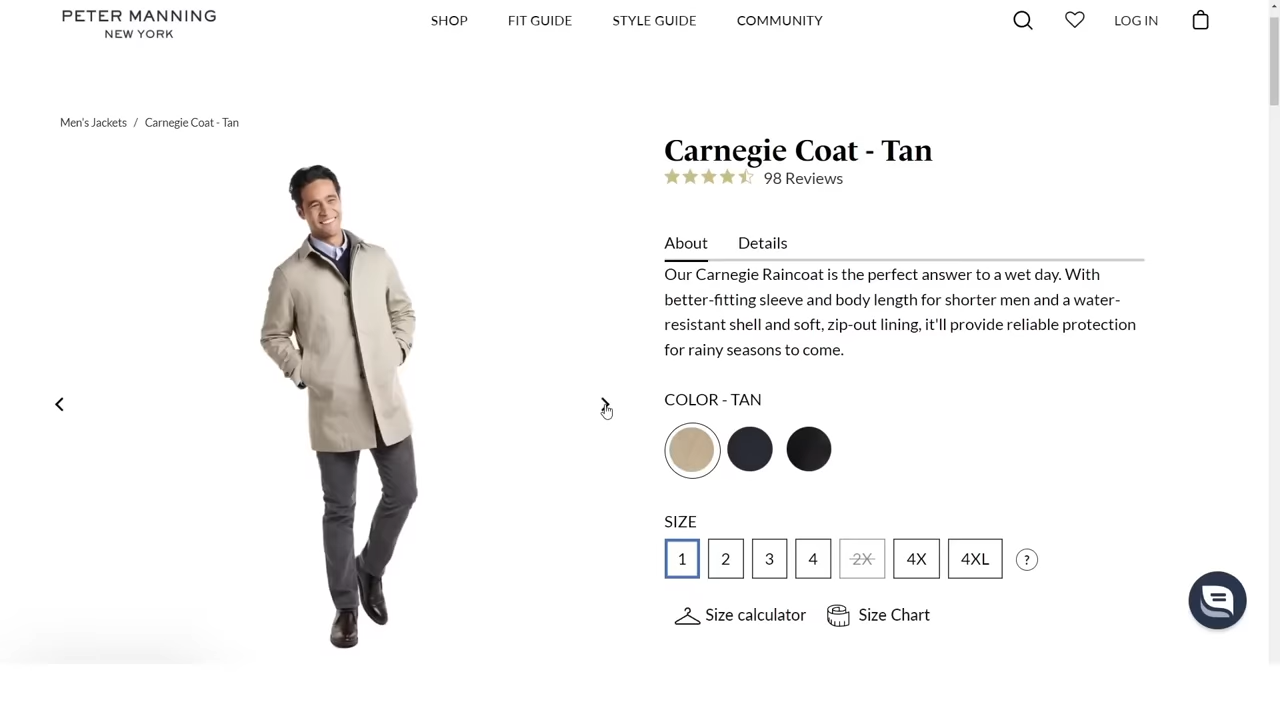 PETER MANNING
NEW YORK
SHOP
FIT GUIDE
STYLE GUIDE
COMMUNITY
LOG IN
Men's Jackets / Carnegie Coat - Tan
Carnegie Coat - Tan
98 Reviews
About
Details
Our Carnegie Raincoat is the perfect answer to a wet day. With
better-fitting sleeve and body length for shorter men and a water-
resistant shell and soft, zip-out lining, it'll provide reliable protection
for rainy seasons to come.
COLOR - TAN
SIZE
1 2 3 4 2X 4X 4XL ?
Size calculator
Size Chart